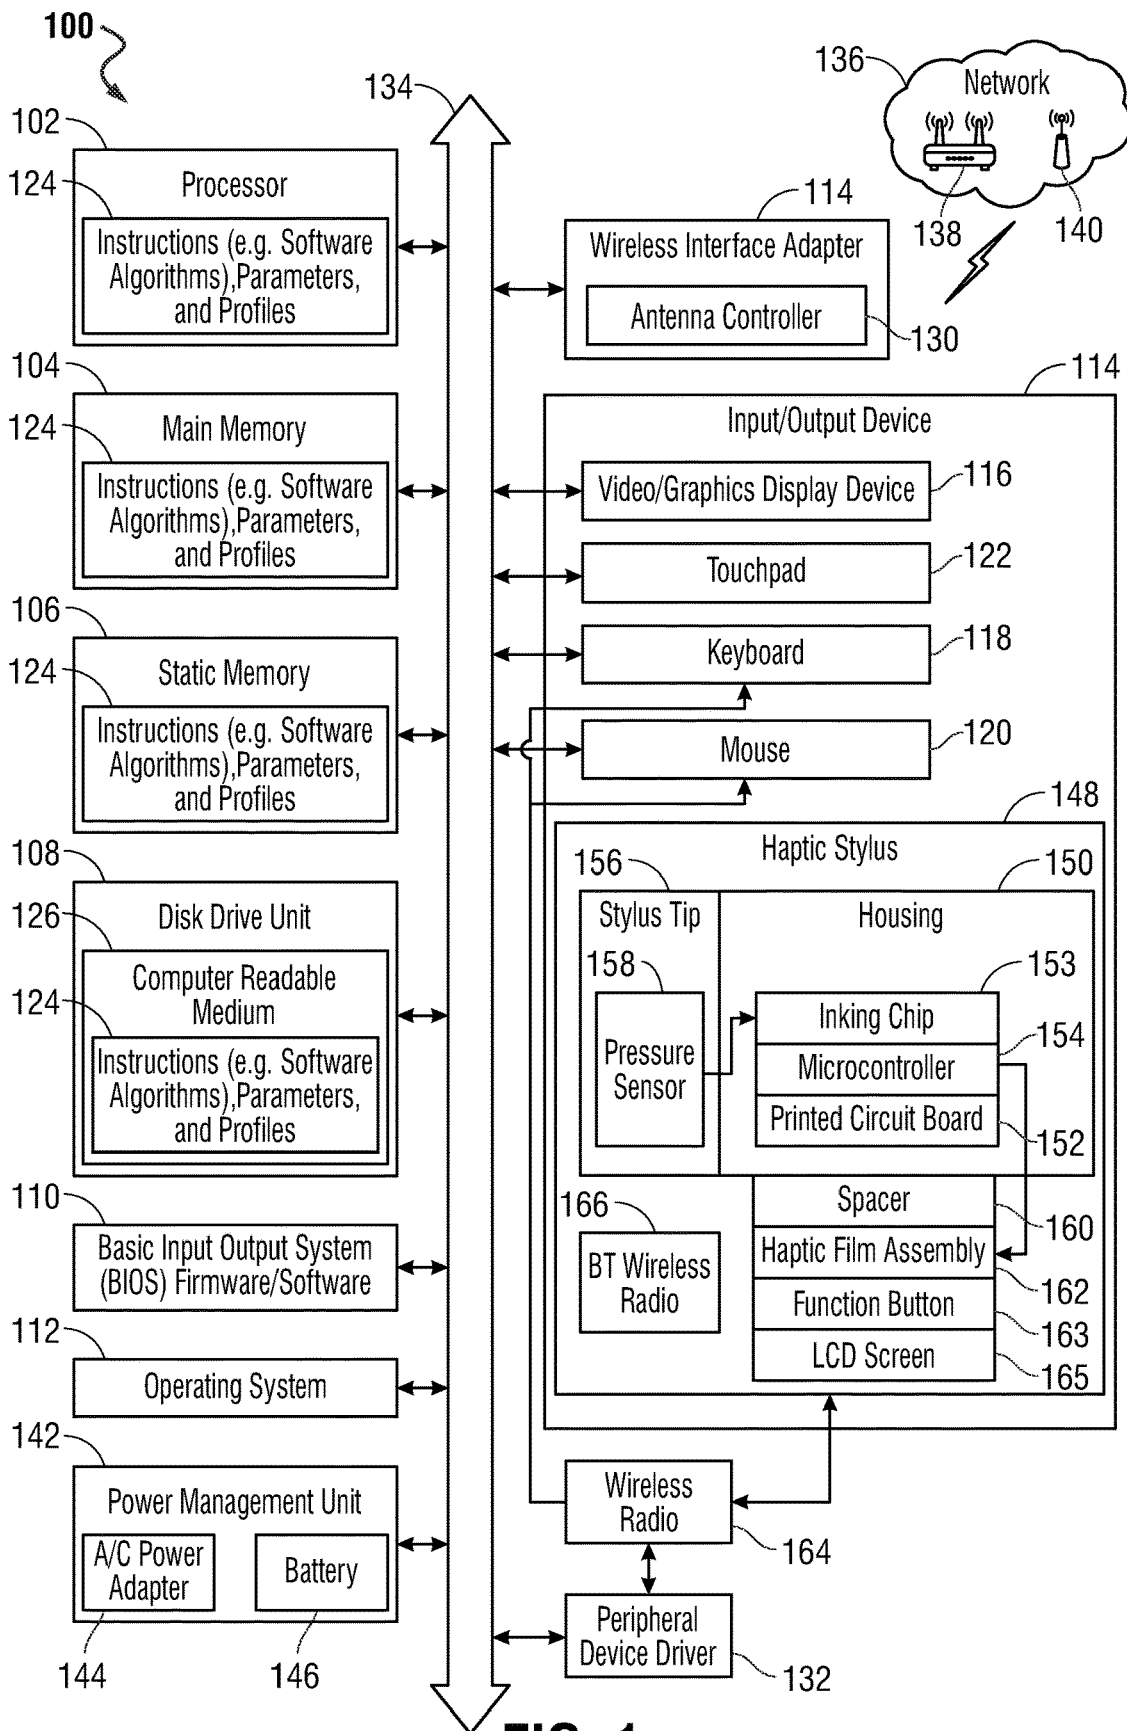 100
134
136
Network
138
140
102
Processor
124
Instructions (e.g. Software
Algorithms),Parameters,
and Profiles
114
Wireless Interface Adapter
Antenna Controller
130
104
Main Memory
124
Instructions (e.g. Software
Algorithms),Parameters,
and Profiles
106
Static Memory
124
Instructions (e.g. Software
Algorithms),Parameters,
and Profiles
108
Disk Drive Unit
126
Computer Readable
Medium
124
Instructions (e.g. Software
Algorithms),Parameters,
and Profiles
110
Basic Input Output System
(BIOS) Firmware/Software
112
Operating System
142
Power Management Unit
A/C Power
Adapter
Battery
144
146
114
Input/Output Device
Video/Graphics Display Device
116
Touchpad
122
Keyboard
118
Mouse
120
148
Haptic Stylus
156
150
Stylus Tip
Housing
158
Pressure
Sensor
153
Inking Chip
154
Microcontroller
Printed Circuit Board
152
Spacer
160
166
BT Wireless
Radio
Haptic Film Assembly
162
Function Button
163
LCD Screen
165
Wireless
Radio
164
Peripheral
Device Driver
132
FIG. 1